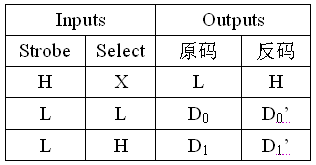 Inputs Outputs
Strobe Select 原码 反码
H X L H
L L D₀ D₀’
L H D₁ D₁’